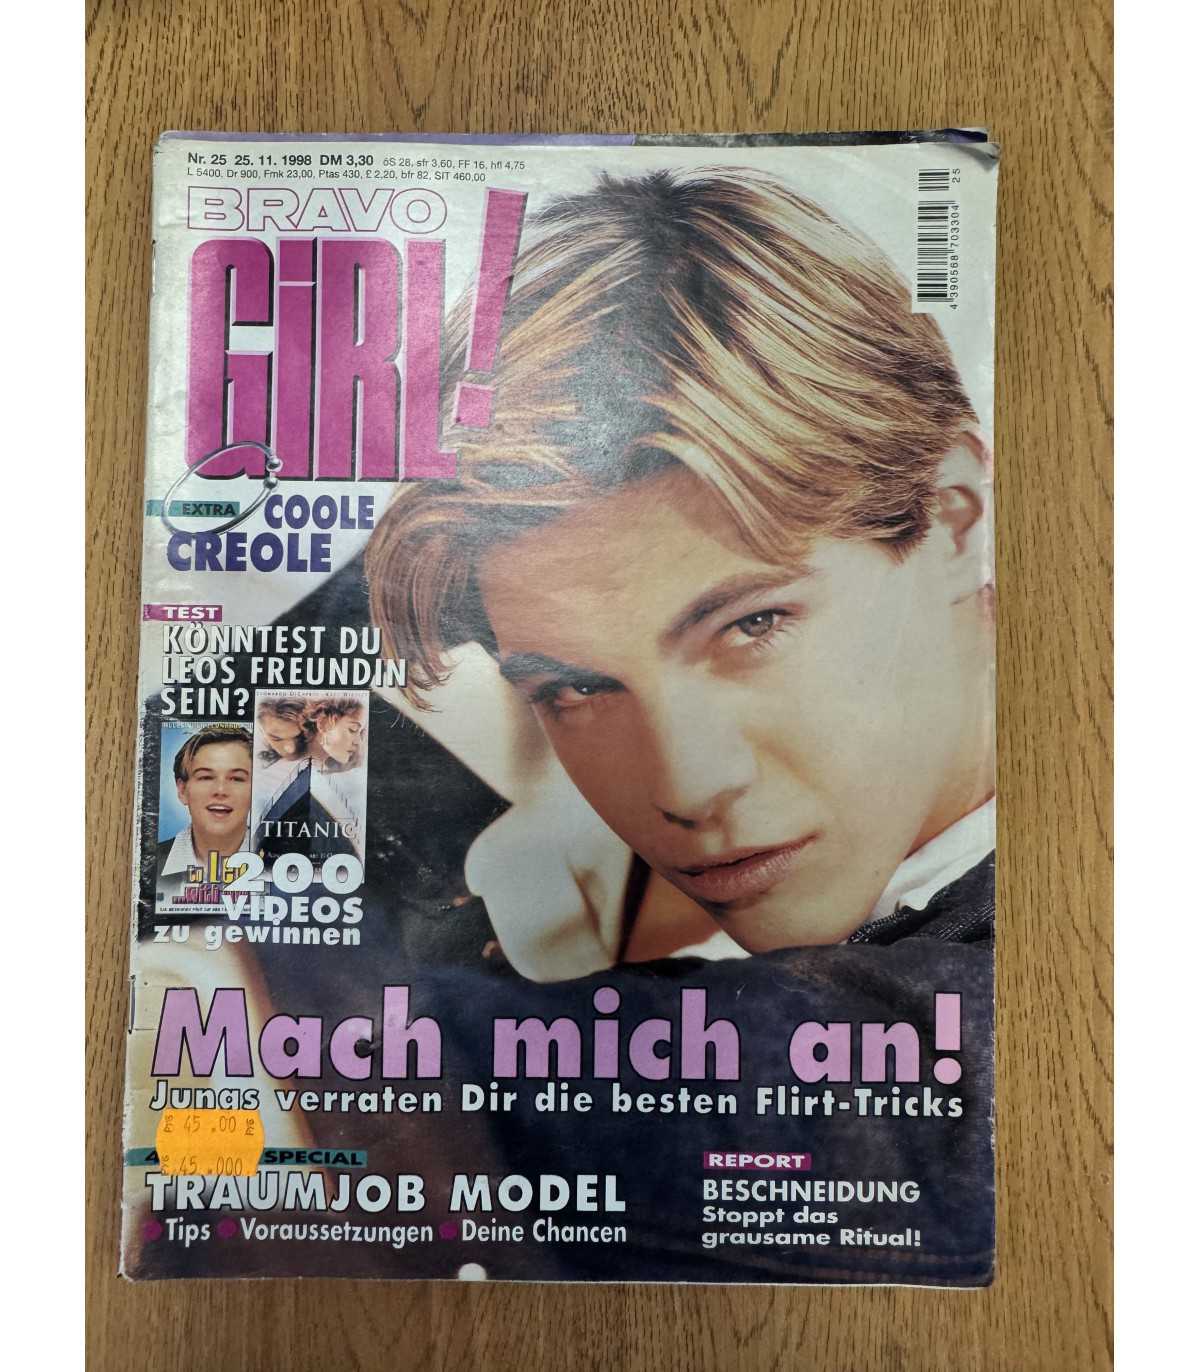 Nr. 25 25. 11. 1998 DM 3,30 öS 28, sfr 3,60, FF 16, hfl 4,75
L 5400, Dr 900, Fmk 23,00, Ptas 430, £ 2,20, bfr 82, SIT 460,00
25
4 390568 703304
BRAVO
GiRL!
EXTRA COOLE
CREOLE
TEST
KÖNNTEST DU
LEOS FREUNDIN
SEIN?
TITANIC
200
VIDEOS
zu gewinnen
Mach mich an!
Jungs verraten Dir die besten Flirt-Tricks
45.00
45.000
SPECIAL
TRAUMJOB MODEL
Tips Voraussetzungen Deine Chancen
REPORT
BESCHNEIDUNG
Stoppt das
grausame Ritual!